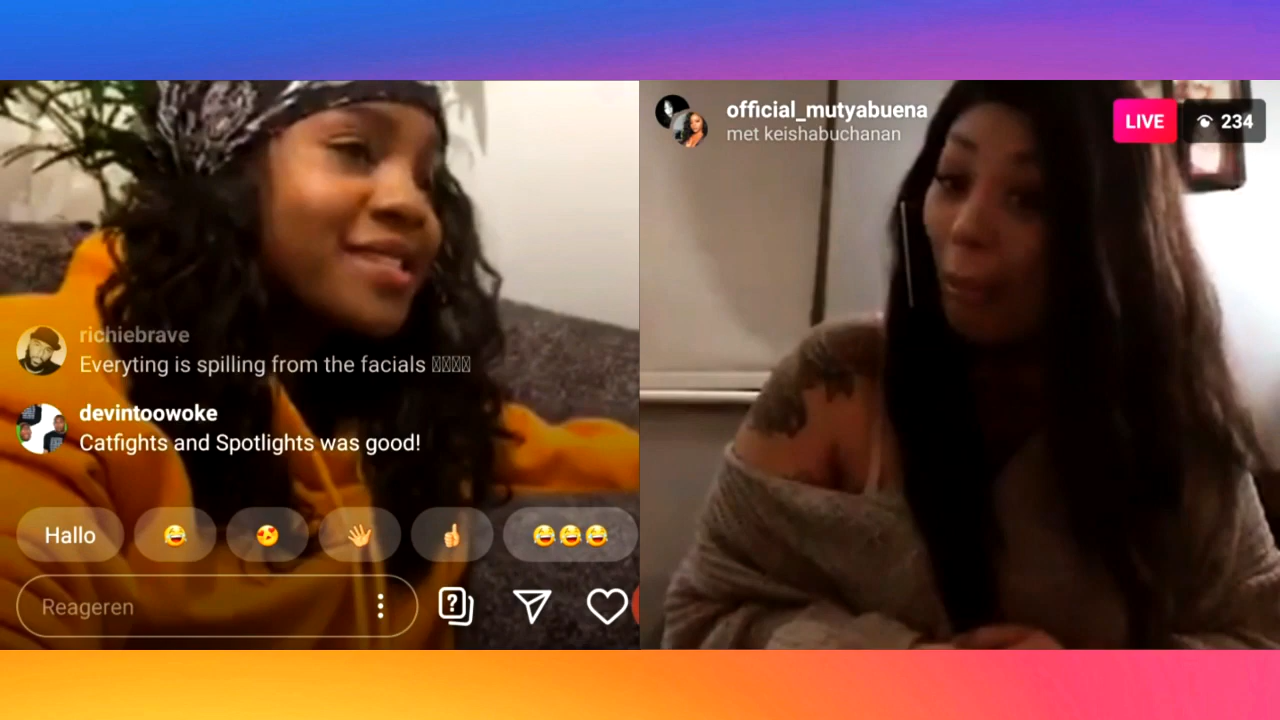 official_mutyabuena
met keishabuchanan
LIVE
234
richiebrave
Everyting is spilling from the facials
devintoowoke
Catfights and Spotlights was good!
Hallo
Reageren